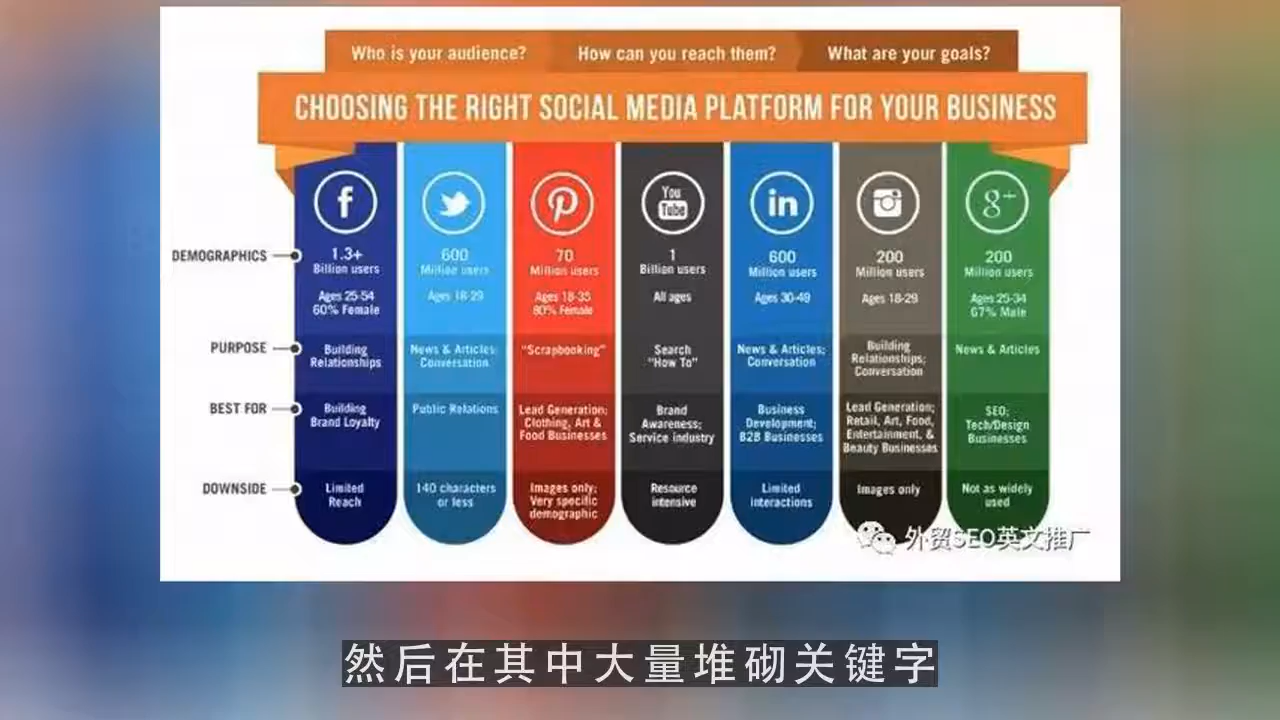 Who is your audience? How can you reach them? What are your goals?
CHOOSING THE RIGHT SOCIAL MEDIA PLATFORM FOR YOUR BUSINESS
f
You
Tube
in
g+
DEMOGRAPHICS
1.3+
Billion users
Ages 25-54
60% Female
600
Million users
Ages 18-29
70
Million users
Ages 18-35
80% Female
1
Billion users
All ages
600
Million users
Ages 30-49
200
Million users
Ages 18-29
200
Million users
Ages 25-34
67% Male
PURPOSE
Building
Relationships
News & Articles;
Conversation
"Scrapbooking"
Search
"How To"
News & Articles;
Conversation
Building
Relationships;
Conversation
News & Articles
BEST FOR
Building
Brand Loyalty
Public Relations
Lead Generation;
Clothing, Art &
Food Businesses
Brand
Awareness;
Service industry
Business
Development;
B2B Businesses
Lead Generation;
Retail, Art, Food,
Entertainment, &
Beauty Businesses
SEO;
Tech/Design
Businesses
DOWNSIDE
Limited
Reach
140 characters
or less
Images only;
Very specific
demographic
Resource
intensive
Limited
interactions
Images only
Not as widely
used
外贸SEO英文推广
然后在其中大量堆砌关键字